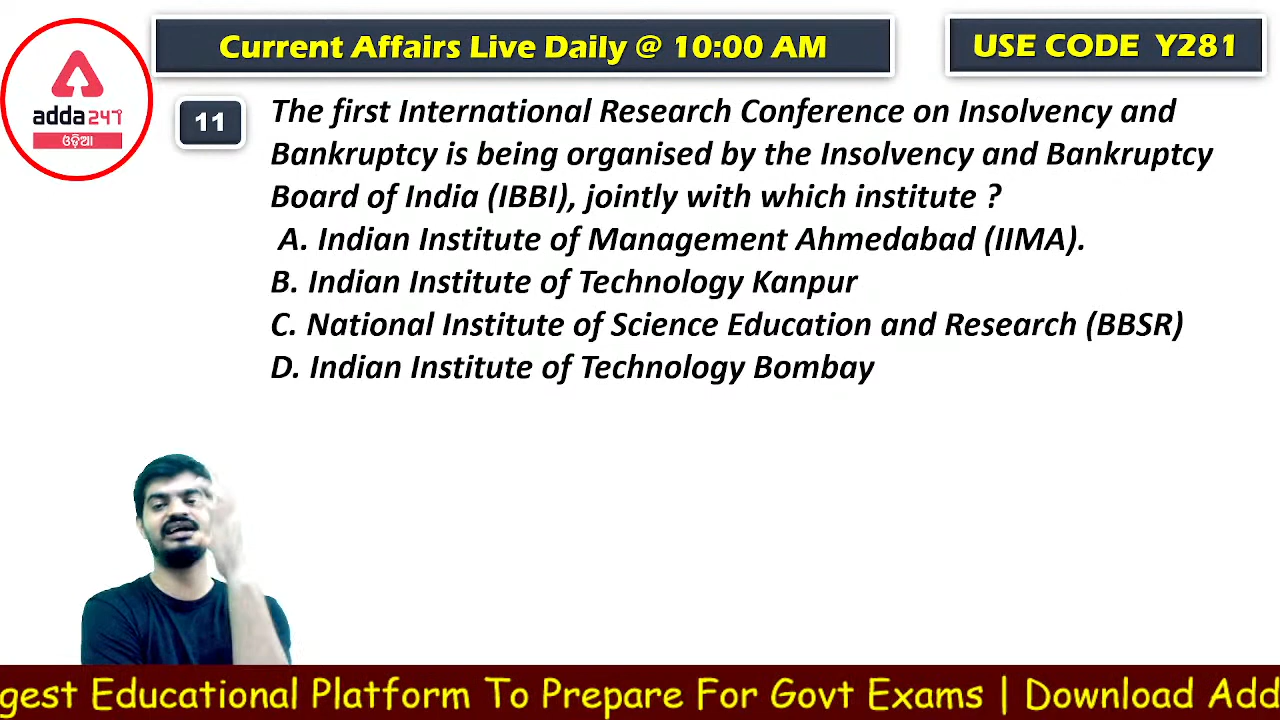 Current Affairs Live Daily @ 10:00 AM
USE CODE Y281
adda247
ଓଡ଼ିଆ
11
The first International Research Conference on Insolvency and
Bankruptcy is being organised by the Insolvency and Bankruptcy
Board of India (IBBI), jointly with which institute ?
A. Indian Institute of Management Ahmedabad (IIMA).
B. Indian Institute of Technology Kanpur
C. National Institute of Science Education and Research (BBSR)
D. Indian Institute of Technology Bombay
gest Educational Platform To Prepare For Govt Exams | Download Add